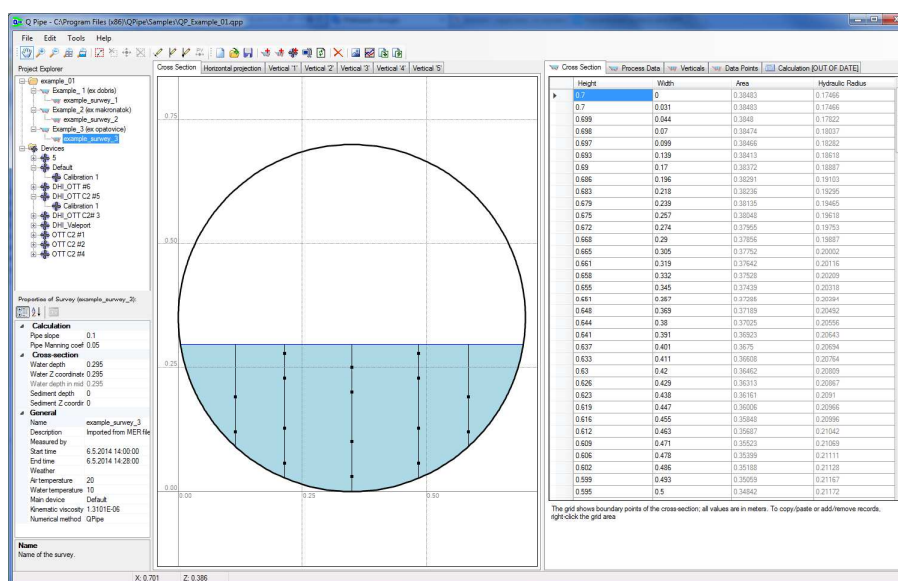 Q Pipe - C:\Program Files (x86)\QPipe\Samples\QP_Example_01.qpp
File Edit Tools Help
Project Explorer
example_01
Example_ 1 (ex dobris)
example_survey_1
Example_2 (ex makronatok)
example_survey_2
Example_3 (ex opatovice)
example_survey_3
Devices
5
Default
Calibration 1
DHI_OTT #6
DHI_OTT C2 #5
Calibration 1
DHI_OTT C2# 3
DHI_Valeport
OTT C2 #1
OTT C2 #2
OTT C2 #4
Properties of Survey (example_survey_3):
Calculation
Pipe slope 0.1
Pipe Manning coef 0.05
Cross-section
Water depth 0.295
Water Z coordinate 0.295
Water depth in mid 0.295
Sediment depth 0
Sediment Z coordir 0
General
Name example_survey_3
Description Imported from MER file
Measured by
Start time 6.5.2014 14:00:00
End time 6.5.2014 14:28:00
Weather
Air temperature 20
Water temperature 10
Main device Default
Kinematic viscosity 1.3101E-06
Numerical method QPipe
Name
Name of the survey.
Cross Section Horizontal projection Vertical '1' Vertical '2' Vertical '3' Vertical '4' Vertical '5'
0.75
0.50
0.25
0.00
0.00 0.25 0.50
Cross Section Process Data Verticals Data Points Calculation [OUT OF DATE]
Height Width Area Hydraulic Radius
0.7 0 0.38483 0.17466
0.7 0.031 0.38483 0.17466
0.699 0.044 0.3848 0.17822
0.698 0.07 0.38474 0.18037
0.697 0.099 0.38466 0.18282
0.693 0.139 0.38413 0.18618
0.69 0.17 0.38372 0.18887
0.686 0.196 0.38291 0.19103
0.683 0.218 0.38236 0.19295
0.679 0.239 0.38135 0.19465
0.675 0.257 0.38048 0.19618
0.672 0.274 0.37955 0.19753
0.668 0.29 0.37856 0.19887
0.665 0.305 0.37752 0.20002
0.661 0.319 0.37642 0.20116
0.658 0.332 0.37528 0.20209
0.655 0.345 0.37439 0.20318
0.651 0.357 0.37288 0.20394
0.648 0.369 0.37189 0.20492
0.644 0.38 0.37025 0.20556
0.641 0.391 0.36923 0.20643
0.637 0.401 0.3675 0.20694
0.633 0.411 0.36608 0.20764
0.63 0.42 0.36462 0.20809
0.626 0.429 0.36313 0.20867
0.623 0.438 0.36161 0.2091
0.619 0.447 0.36006 0.20966
0.616 0.455 0.35848 0.20996
0.612 0.463 0.35687 0.21042
0.609 0.471 0.35523 0.21069
0.606 0.478 0.35399 0.21111
0.602 0.486 0.35188 0.21128
0.599 0.493 0.35059 0.21167
0.595 0.5 0.34842 0.21172
The grid shows boundary points of the cross-section; all values are in meters. To copy/paste or add/remove records,
right-click the grid area
X: 0.701 Z: 0.386